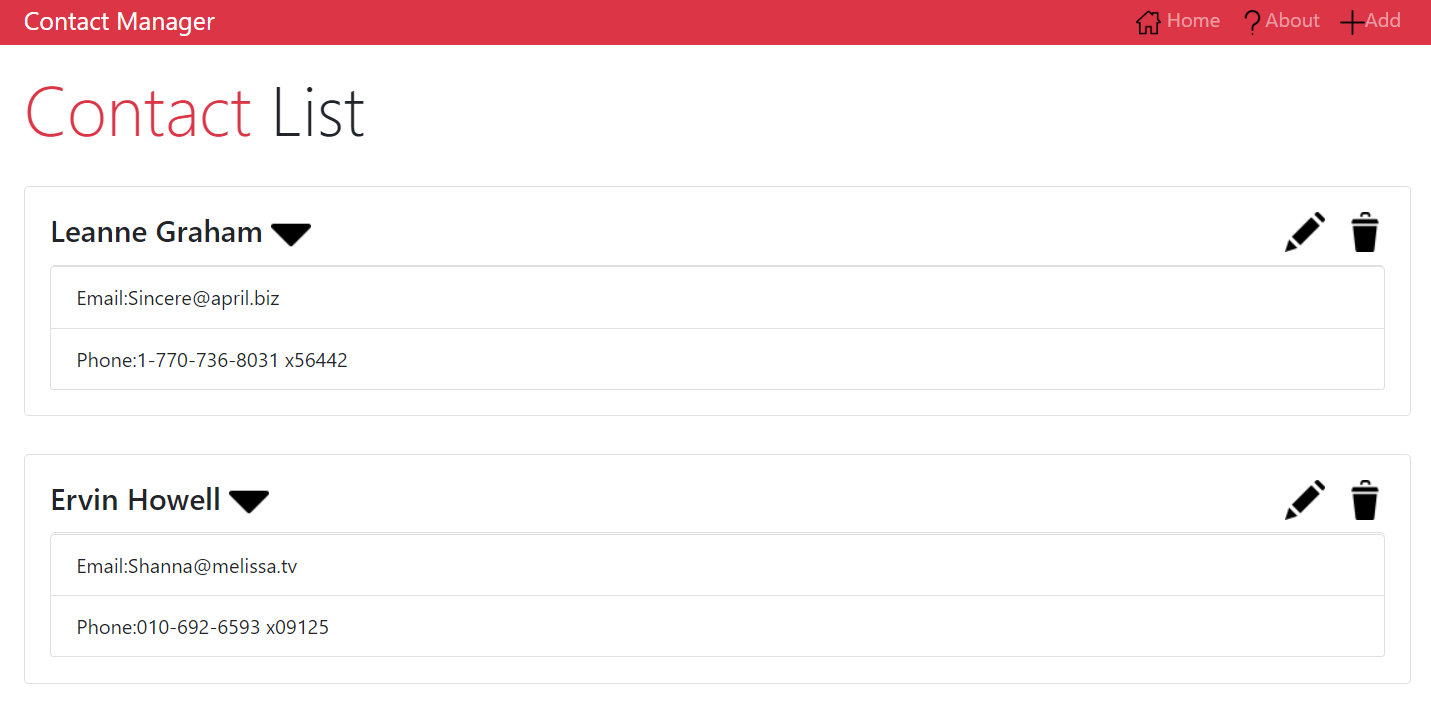 Contact Manager
Home
?About
Add
Contact List
Leanne Graham
Email:Sincere@april.biz
Phone:1-770-736-8031 x56442
Ervin Howell
Email:Shanna@melissa.tv
Phone:010-692-6593 x09125